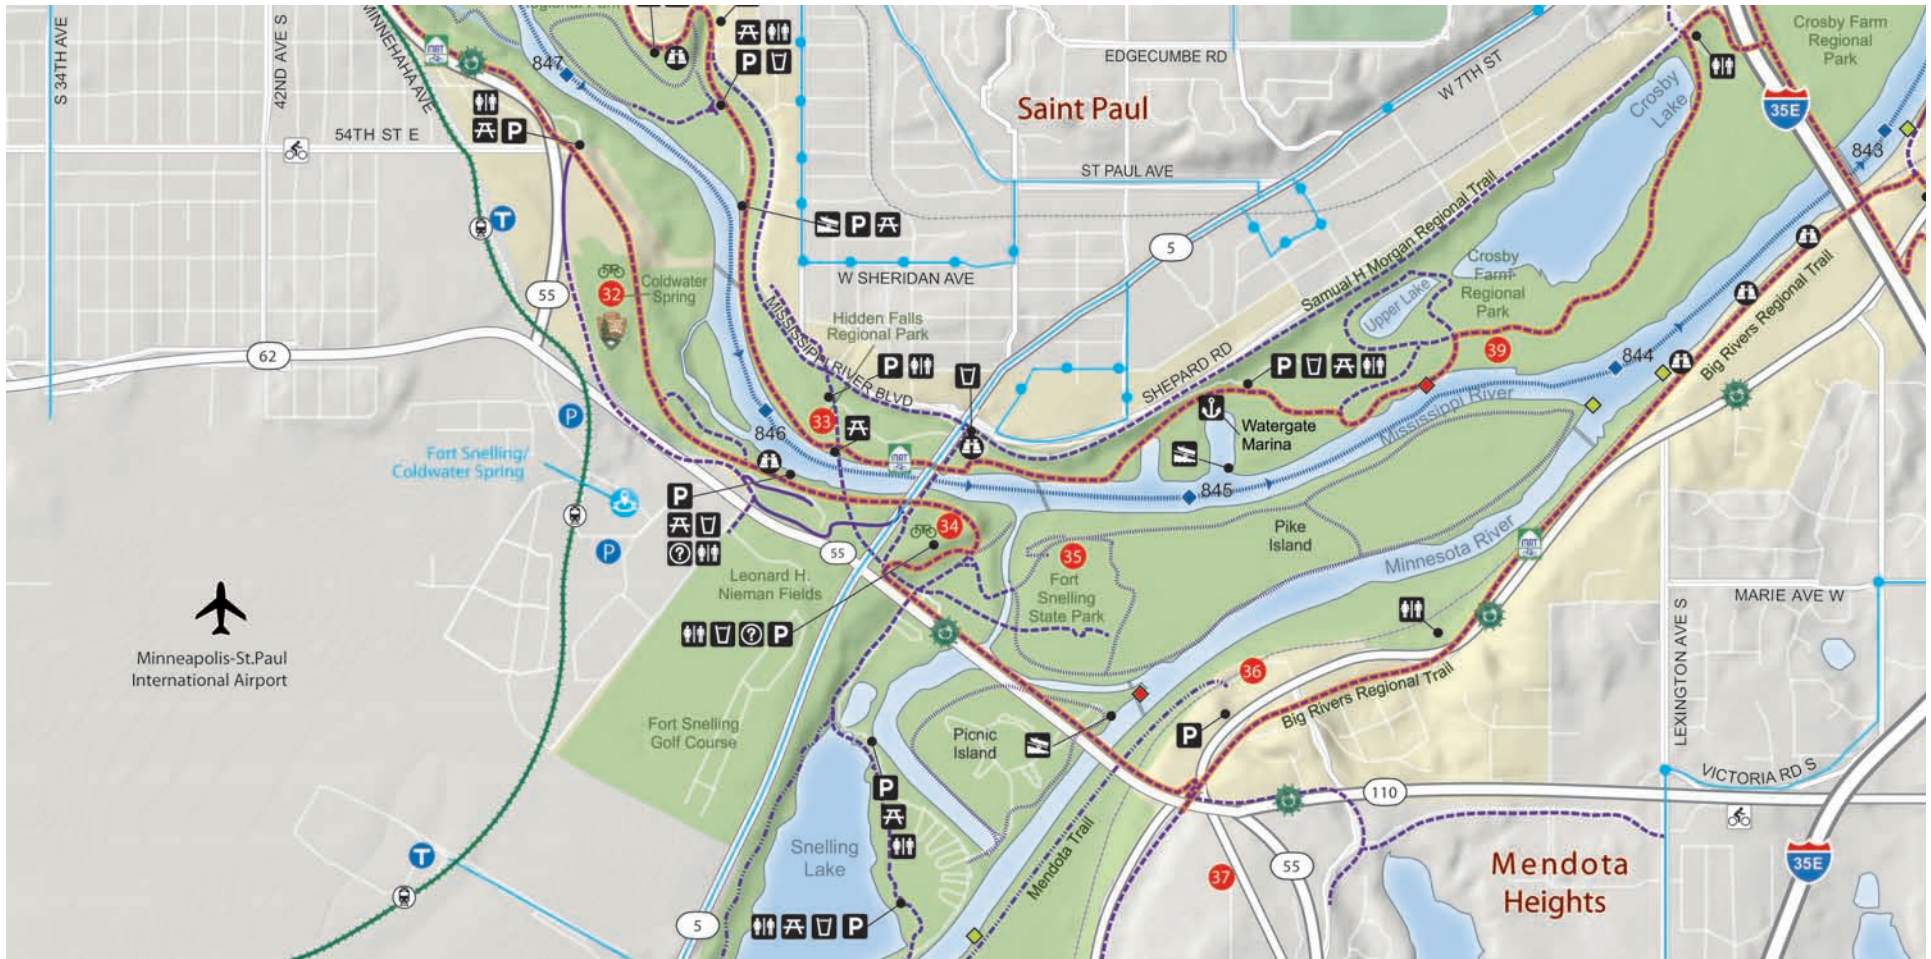 Regional Park
S 34TH AVE
42ND AVE S
MINNEHAHA AVE
MRT
847
EDGECUMBE RD
W 7TH ST
Crosby Farm
Regional
Park
Crosby
Lake
35E
Saint Paul
54TH ST E
P
P
843
ST PAUL AVE
T
P
5
W SHERIDAN AVE
Samual H Morgan Regional Trail
Crosby
Farm
Regional
Park
Upper Lake
Big Rivers Regional Trail
32
Coldwater
Spring
55
62
MISSISSIPPI RIVER BLVD
Hidden Falls
Regional Park
P
SHEPARD RD
P
39
844
33
846
MRT
Watergate
Marina
Mississippi River
P
Fort Snelling/
Coldwater Spring
P
?
845
34
55
35
Pike
Island
Minnesota River
MRT
P
Leonard H.
Nieman Fields
Fort
Snelling
State Park
? P
MARIE AVE W
LEXINGTON AVE S
Minneapolis-St.Paul
International Airport
36
Big Rivers Regional Trail
Fort Snelling
Golf Course
Picnic
Island
P
VICTORIA RD S
110
P
Snelling
Lake
Mendota Trail
T
55
37
35E
Mendota
Heights
5
P